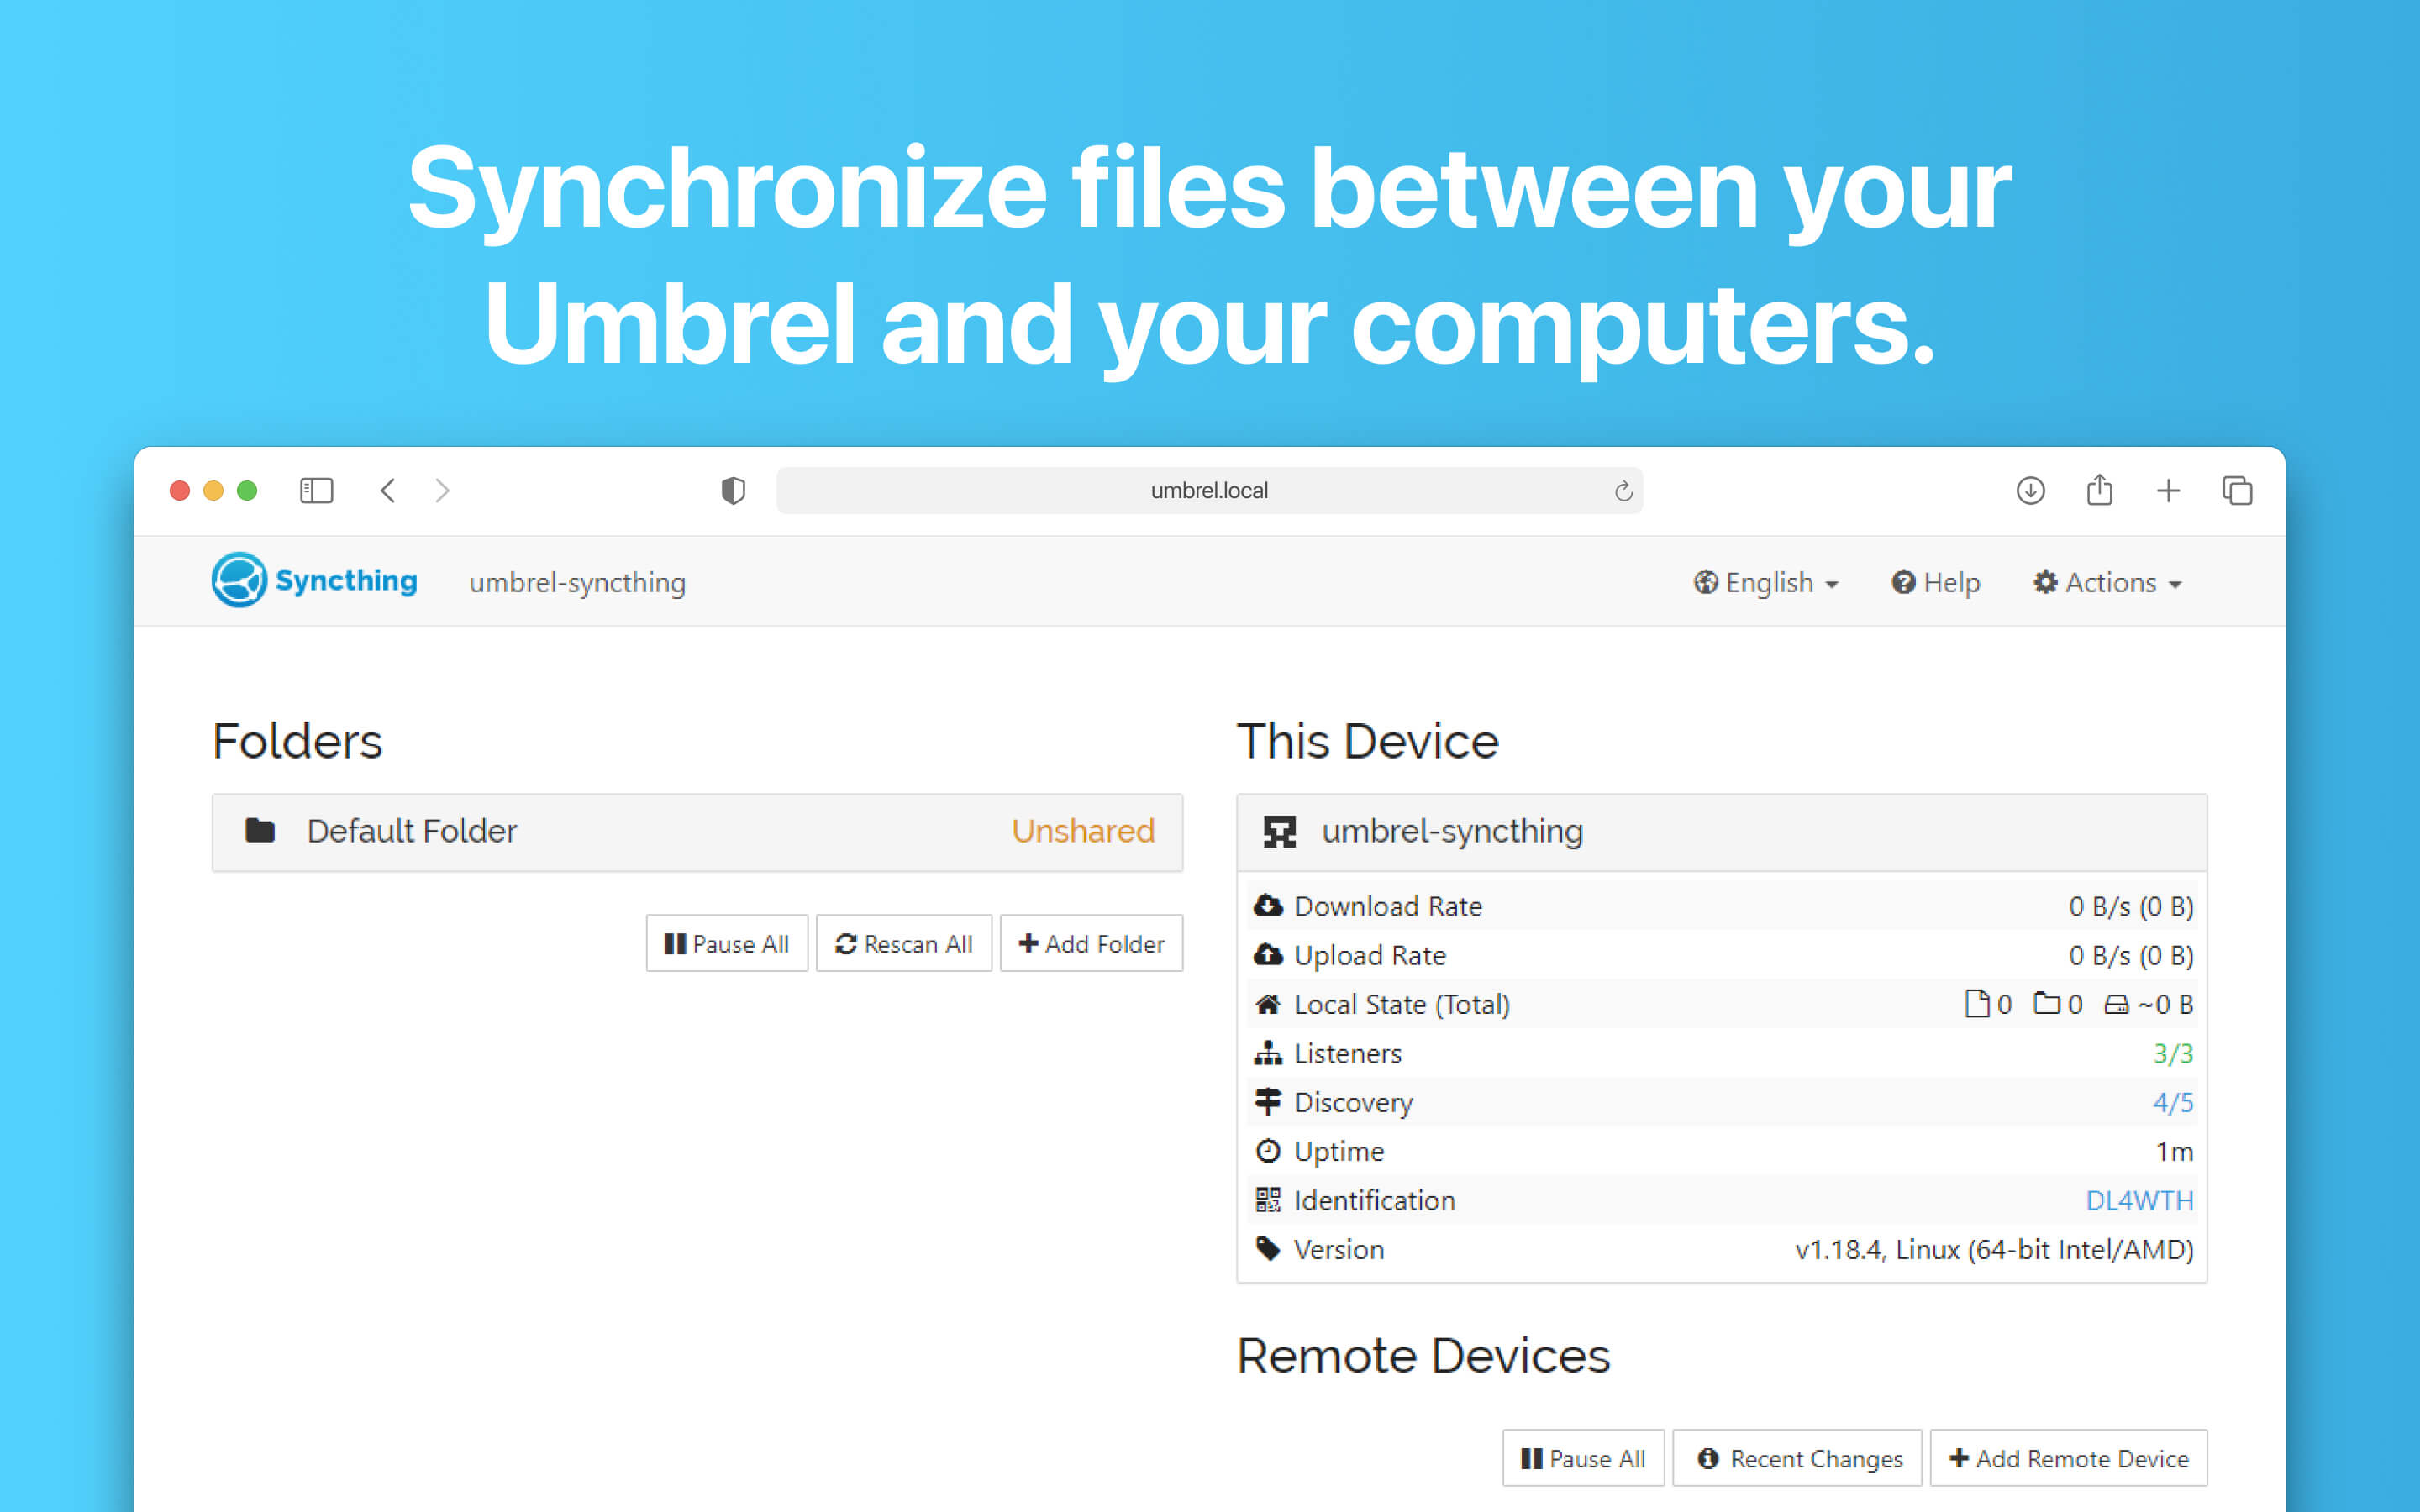 Synchronize files between your
Umbrel and your computers.
umbrel.local
Syncthing umbrel-syncthing English Help Actions
Folders
Default Folder Unshared
Pause All Rescan All Add Folder
This Device
umbrel-syncthing
Download Rate 0 B/s (0 B)
Upload Rate 0 B/s (0 B)
Local State (Total) 0 0 ~0 B
Listeners 3/3
Discovery 4/5
Uptime 1m
Identification DL4WTH
Version v1.18.4, Linux (64-bit Intel/AMD)
Remote Devices
Pause All Recent Changes Add Remote Device